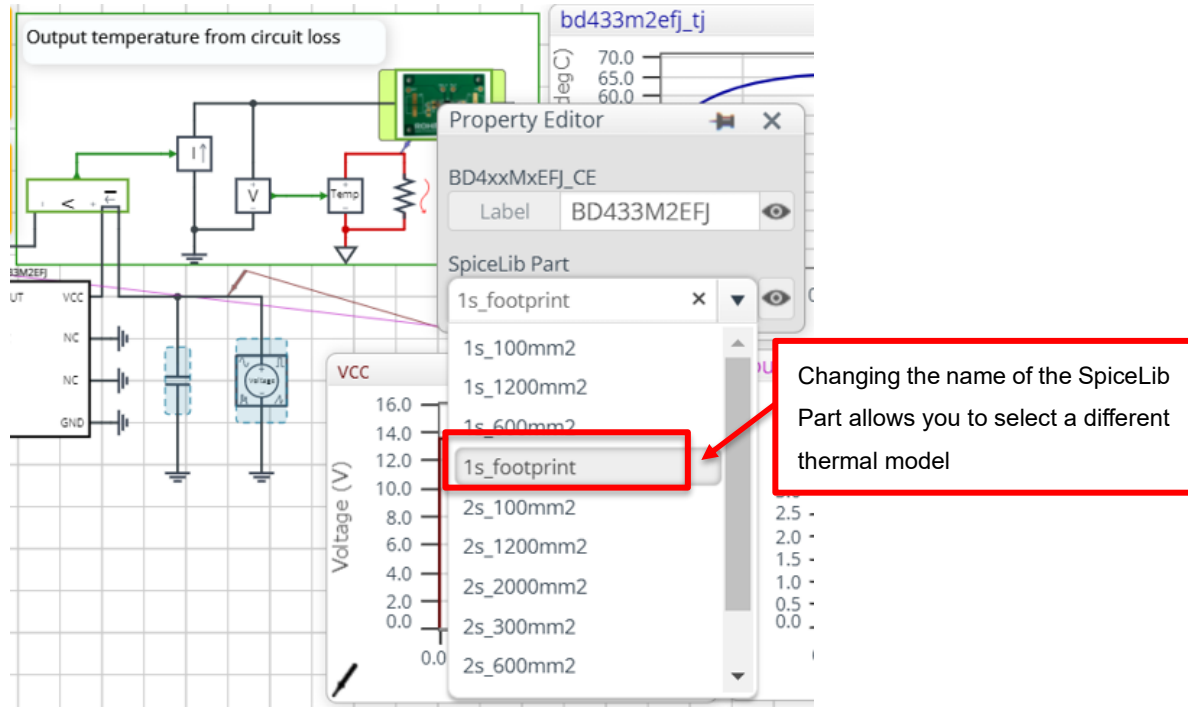 Output temperature from circuit loss
bd433m2efj_tj
70.0
65.0
60.0
Property Editor
BD4xxMxEFJ_CE
Label BD433M2EFJ
SpiceLib Part
1s_footprint
1s_100mm2
1s_1200mm2
1s_600mm2
1s_footprint
2s_100mm2
2s_1200mm2
2s_2000mm2
2s_300mm2
2s_600mm2
I↑
V
Temp
VCC
NC
NC
GND
voltage
VCC
Voltage (V)
16.0
14.0
12.0
10.0
8.0
6.0
4.0
2.0
0.0
0.0
Changing the name of the SpiceLib
Part allows you to select a different
thermal model
2.5
2.0
1.5
1.0
0.5
0.0